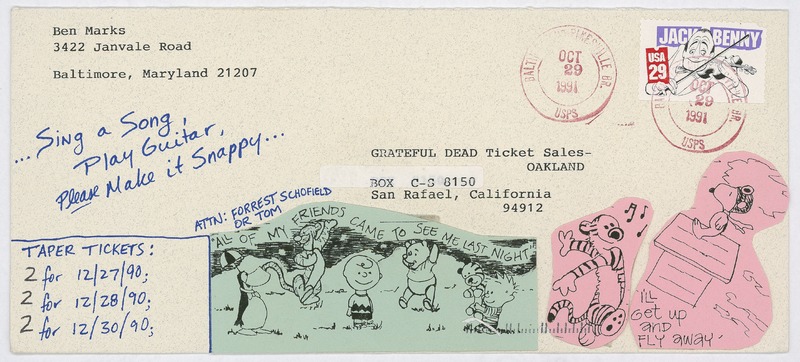 Ben Marks
3422 Janvale Road
Baltimore, Maryland 21207
OCT
29
1991
USPS
JACK BENNY
USA
29
OCT
29
1991
USPS
...Sing a Song,
Play Guitar,
Please Make it Snappy...
GRATEFUL DEAD Ticket Sales-
OAKLAND
BOX C-S 8150
San Rafael, California
94912
ATTN: FORREST SCHOFIELD
OR TOM
TAPER TICKETS:
2 for 12/27/90;
2 for 12/28/90;
2 for 12/30/90;
"ALL OF MY FRIENDS CAME TO SEE ME LAST NIGHT"
I'LL
Get up
and
FLY away.